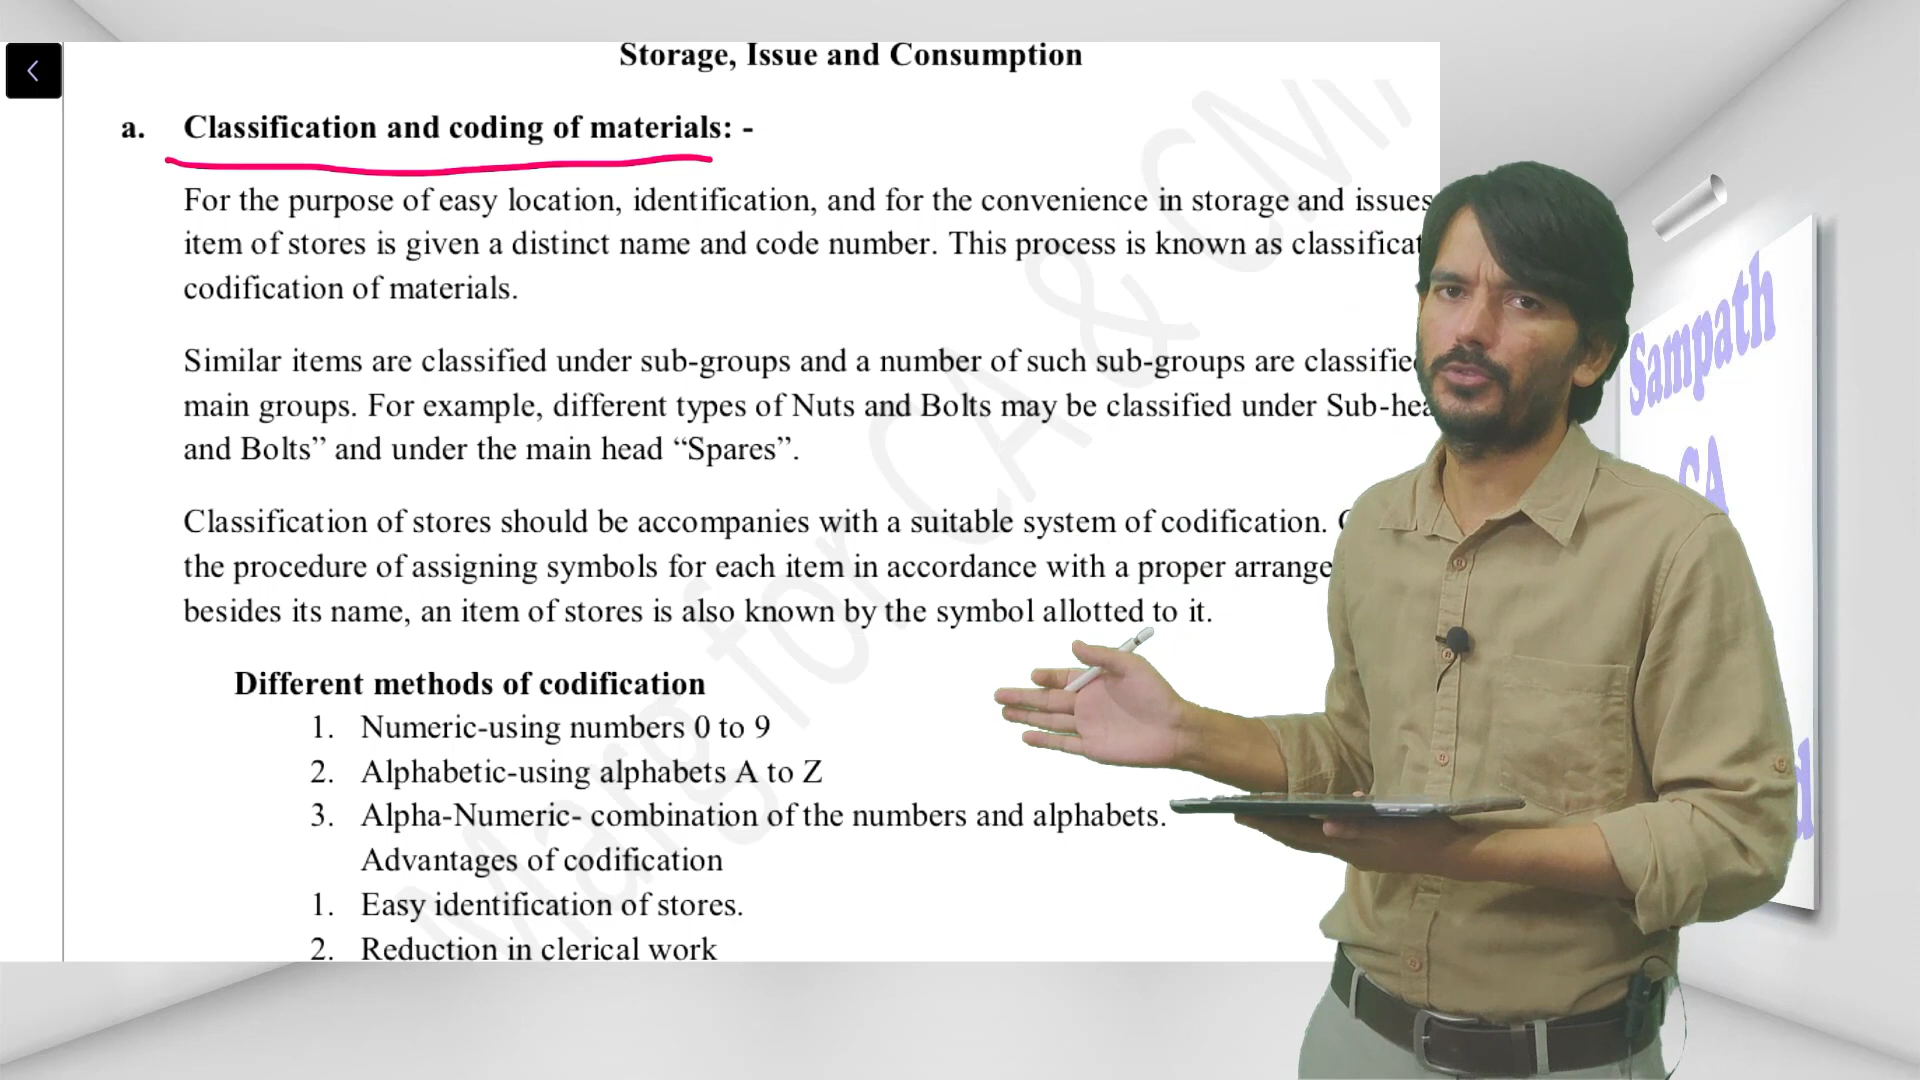 Storage, Issue and Consumption
a. Classification and coding of materials: -
For the purpose of easy location, identification, and for the convenience in storage and issues
item of stores is given a distinct name and code number. This process is known as
codification of materials.
Similar items are classified under sub-groups and a number of such sub-groups are
main groups. For example, different types of Nuts and Bolts may be classified under
and Bolts” and under the main head “Spares”.
Classification of stores should be accompanies with a suitable system of codification.
the procedure of assigning symbols for each item in accordance with a proper
besides its name, an item of stores is also known by the symbol allotted to it.
Different methods of codification
1. Numeric-using numbers 0 to 9
2. Alphabetic-using alphabets A to Z
3. Alpha-Numeric- combination of the numbers and alphabets.
Advantages of codification
1. Easy identification of stores.
2. Reduction in clerical work
Marg for CA &
Sampath
CA